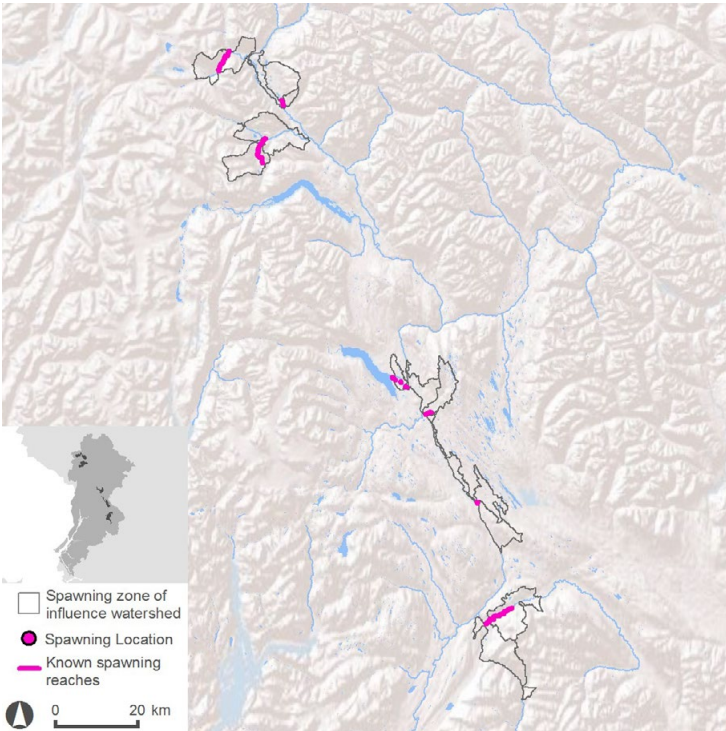 Spawning zone of
influence watershed
Spawning Location
Known spawning
reaches
0 20 km